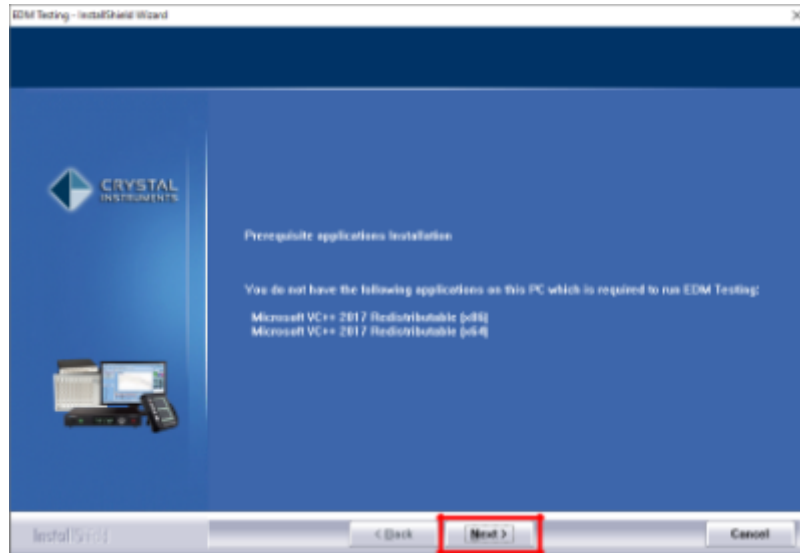 EDM Testing - InstallShield Wizard
CRYSTAL
INSTRUMENTS
Prerequisite applications Installation
You do not have the following applications on this PC which is required to run EDM Testing:
Microsoft VC++ 2017 Redistributable (x86)
Microsoft VC++ 2017 Redistributable (x64)
InstallShield
< Back
Next >
Cancel